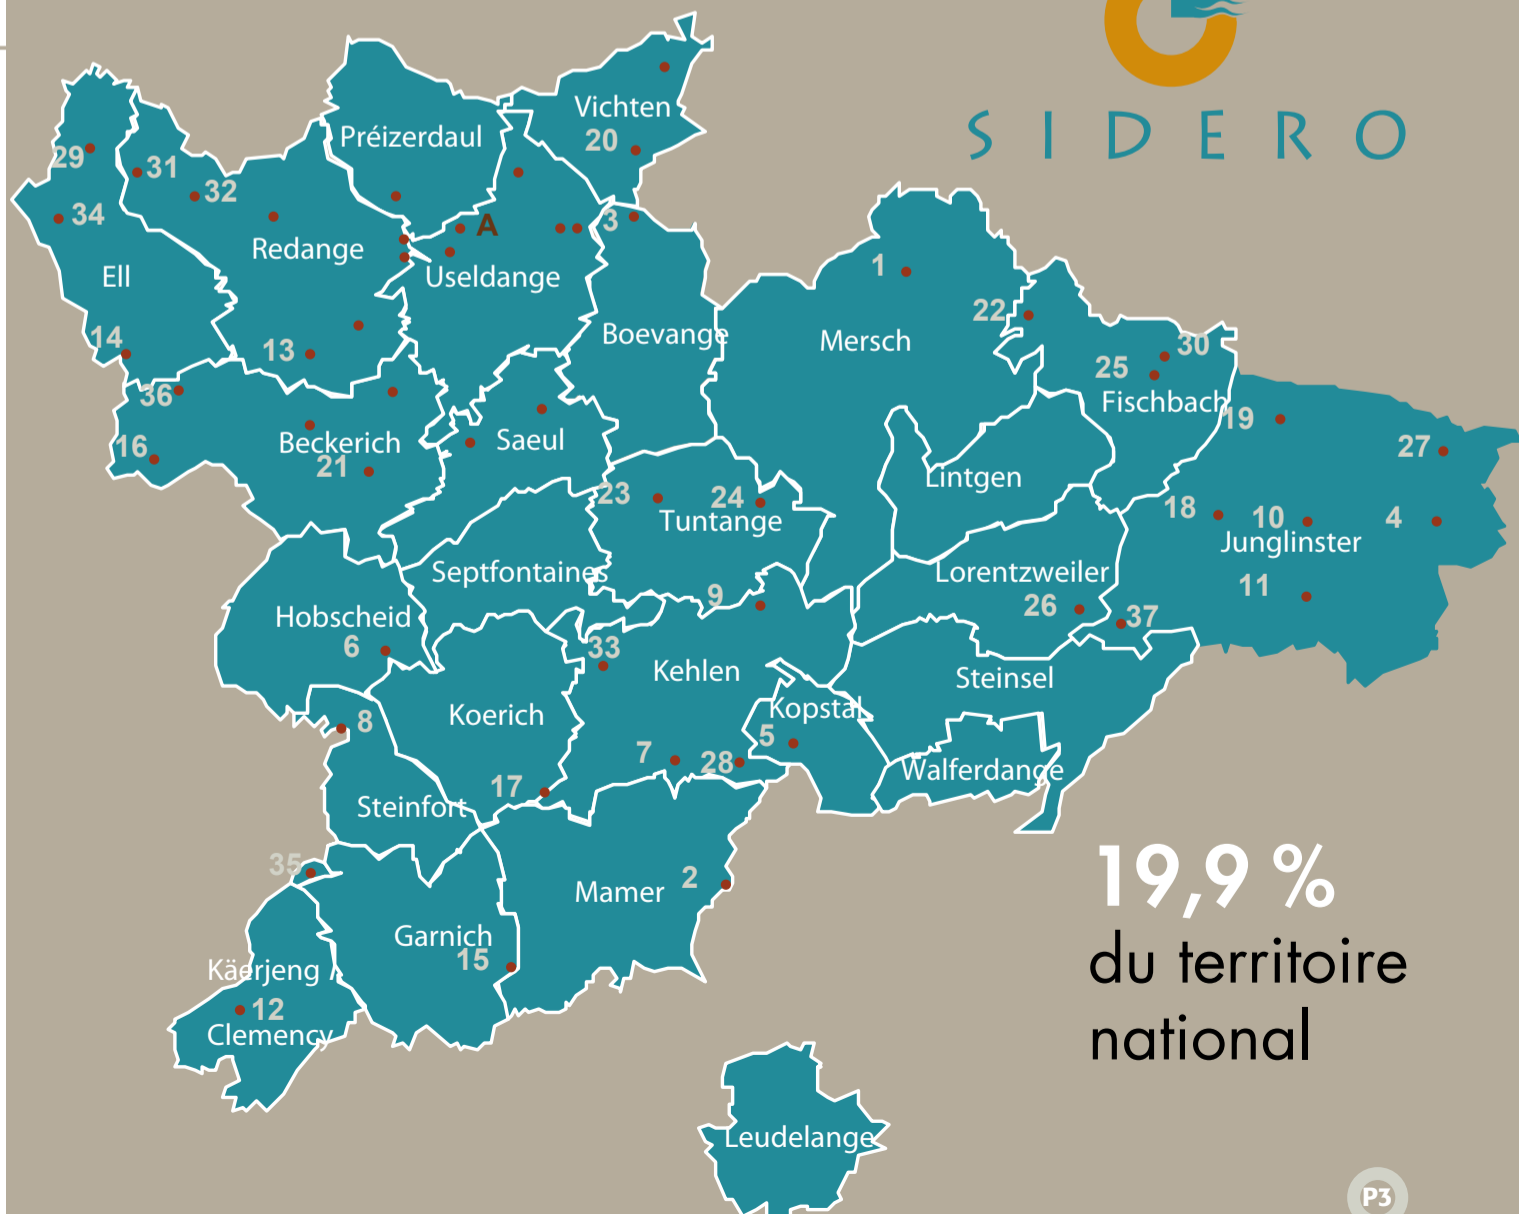 SIDERO
Vichten
20
Préizerdaul
29
31
32
34
A
3
Redange
Useldange
Ell
1
22
14
13
Boevange
Mersch
30
25
Fischbach
36
19
16
Beckerich
21
Saeul
27
Lintgen
23
24
Tuntange
18
10
4
Junglinster
Septfontaines
Lorentzweiler
11
9
26
37
Hobscheid
6
33
Kehlen
Steinsel
Koerich
Kopstal
8
5
7
28
Walferdange
17
Steinfort
35
Mamer
2
19,9 %
du territoire
national
Garnich
15
Käerjeng /
12
Clemency
Leudelange
P3